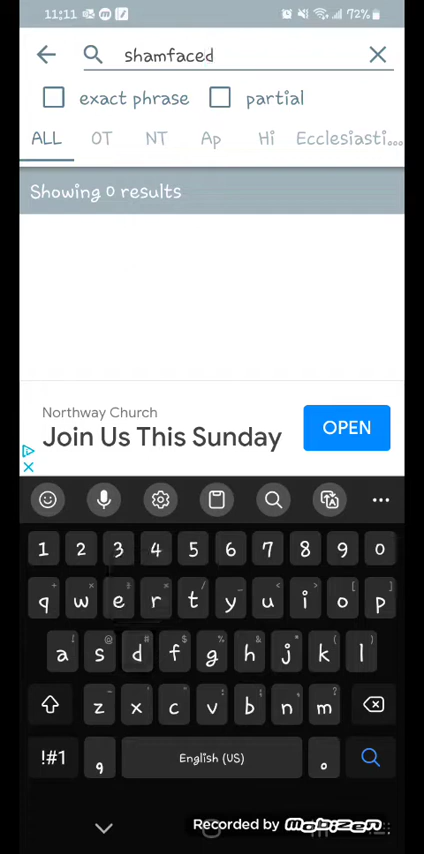 11:11 72%
shamfaced
exact phrase partial
ALL OT NT Ap Hi Ecclesiasti...
Showing 0 results
Northway Church
Join Us This Sunday OPEN
1 2 3 4 5 6 7 8 9 0
q w e r t y u i o p
a s d f g h j k l
z x c v b n m
!#1 , English (US) .
Recorded by mobizen